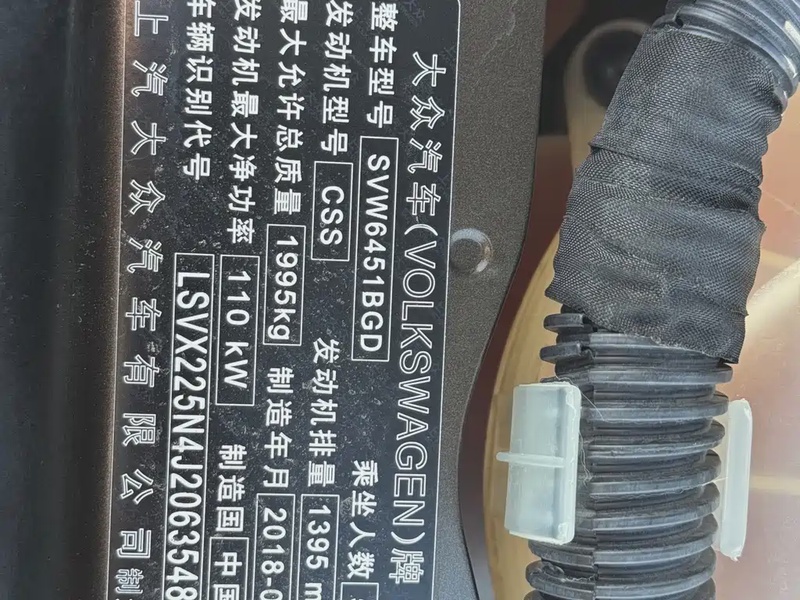 大众汽车(VOLKSWAGEN)牌
整车型号 SVW6451BGD 乘坐人数
发动机型号 CSS 发动机排量 1395 m
最大允许总质量 1995kg 制造年月 2018-0
发动机最大净功率 110 kW 制造国 中国
车辆识别代号 LSVX225N4J2063548
上汽大众汽车有限公司制